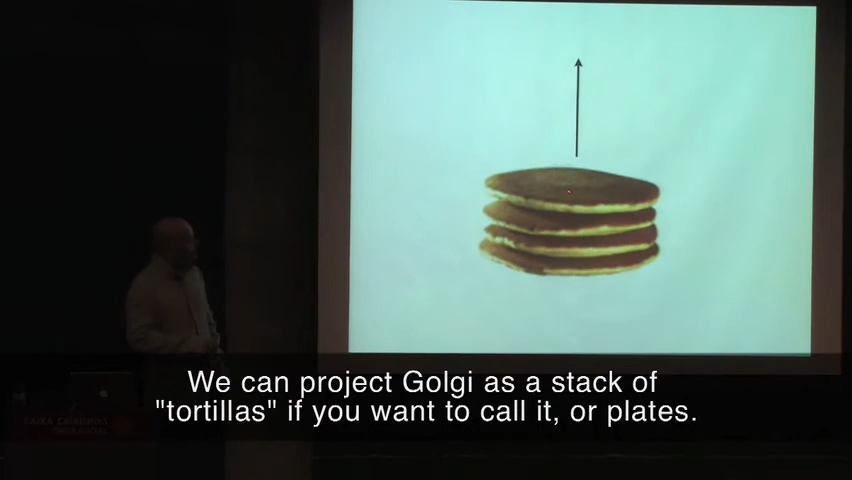 We can project Golgi as a stack of
"tortillas" if you want to call it, or plates.